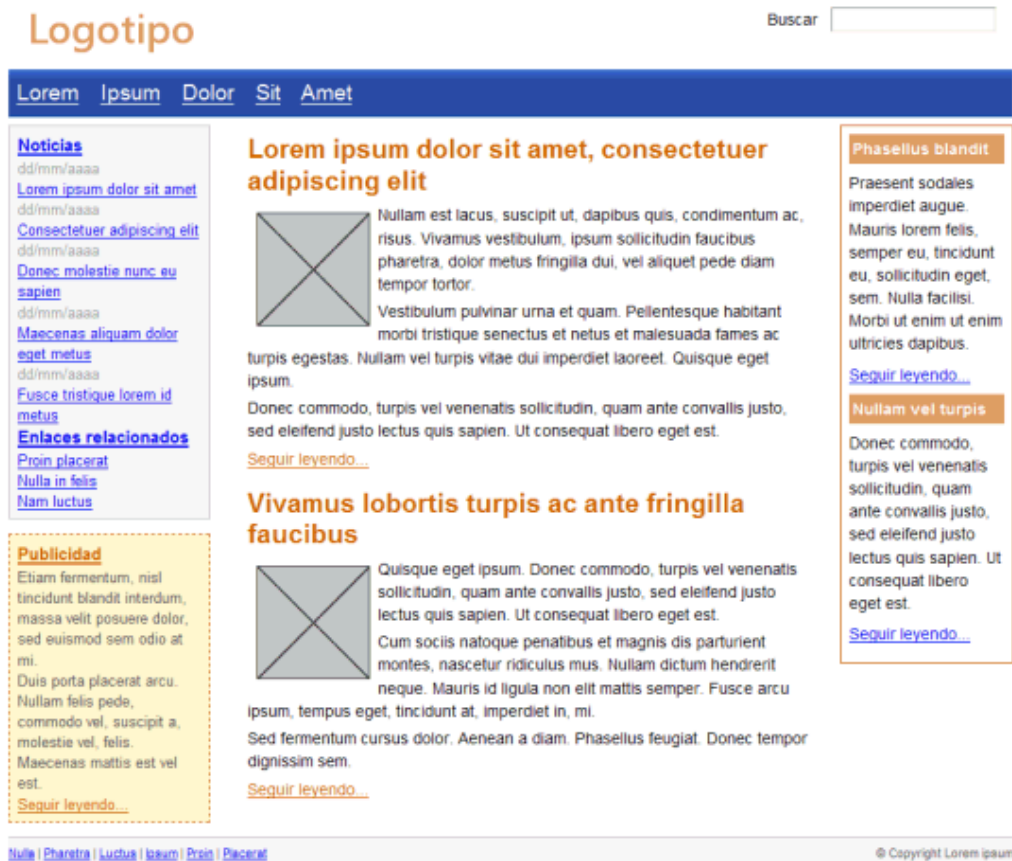 Logotipo
Buscar
Lorem Ipsum Dolor Sit Amet
Noticias
dd/mm/aaaa
Lorem ipsum dolor sit amet
dd/mm/aaaa
Consectetuer adipiscing elit
dd/mm/aaaa
Donec molestie nunc eu
sapien
dd/mm/aaaa
Maecenas aliquam dolor
eget metus
dd/mm/aaaa
Fusce tristique lorem id
metus
Enlaces relacionados
Proin placerat
Nulla in felis
Nam luctus
Publicidad
Etiam fermentum, nisl
tincidunt blandit interdum,
massa velit posuere dolor,
sed euismod sem odio at
mi.
Duis porta placerat arcu.
Nullam felis pede,
commodo vel, suscipit a,
molestie vel, felis.
Maecenas mattis est vel
est.
Seguir leyendo...
Lorem ipsum dolor sit amet, consectetuer
adipiscing elit
Nullam est lacus, suscipit ut, dapibus quis, condimentum ac,
risus. Vivamus vestibulum, ipsum sollicitudin faucibus
pharetra, dolor metus fringilla dui, vel aliquet pede diam
tempor tortor.
Vestibulum pulvinar urna et quam. Pellentesque habitant
morbi tristique senectus et netus et malesuada fames ac
turpis egestas. Nullam vel turpis vitae dui imperdiet laoreet. Quisque eget
ipsum.
Donec commodo, turpis vel venenatis sollicitudin, quam ante convallis justo,
sed eleifend justo lectus quis sapien. Ut consequat libero eget est.
Seguir leyendo...
Vivamus lobortis turpis ac ante fringilla
faucibus
Quisque eget ipsum. Donec commodo, turpis vel venenatis
sollicitudin, quam ante convallis justo, sed eleifend justo
lectus quis sapien. Ut consequat libero eget est.
Cum sociis natoque penatibus et magnis dis parturient
montes, nascetur ridiculus mus. Nullam dictum hendrerit
neque. Mauris id ligula non elit mattis semper. Fusce arcu
ipsum, tempus eget, tincidunt at, imperdiet in, mi.
Sed fermentum cursus dolor. Aenean a diam. Phasellus feugiat. Donec tempor
dignissim sem.
Seguir leyendo...
Phasellus blandit
Praesent sodales
imperdiet augue.
Mauris lorem felis,
semper eu, tincidunt
eu, sollicitudin eget,
sem. Nulla facilisi.
Morbi ut enim ut enim
ultricies dapibus.
Seguir leyendo...
Nullam vel turpis
Donec commodo,
turpis vel venenatis
sollicitudin, quam
ante convallis justo,
sed eleifend justo
lectus quis sapien. Ut
consequat libero
eget est.
Seguir leyendo...
Nulla | Pharetra | Luctus | Ipsum | Proin | Placerat
© Copyright Lorem ipsum